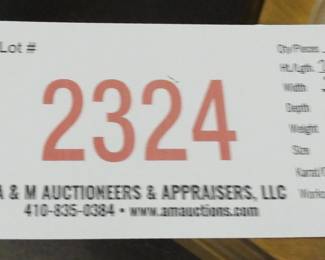 Lot #
2324
A & M AUCTIONEERS & APPRAISERS, LLC
410-835-0384 • www.amauctions.com
Qty/Pieces
Ht./Lgth.
Width
Depth
Weight
Size
Karat/